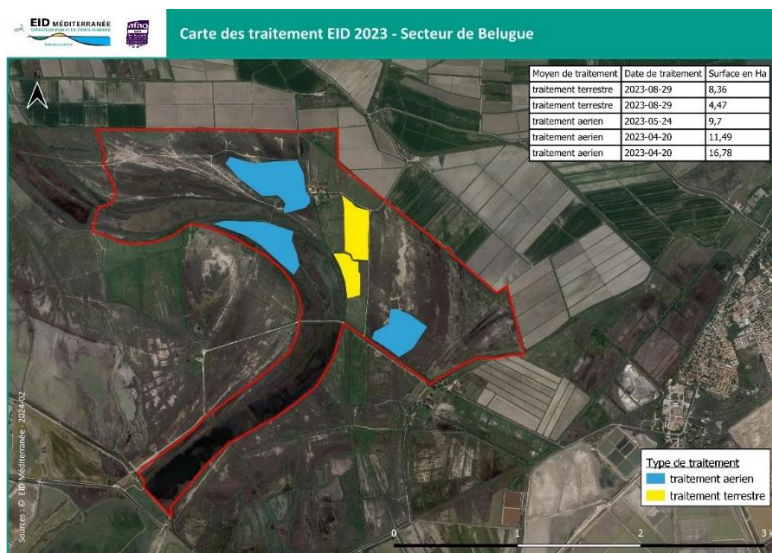 EID MÉDITERRANÉE
Carte des traitement EID 2023 - Secteur de Belugue
Moyen de traitement Date de traitement Surface en Ha
traitement terrestre 2023-08-29 8,36
traitement terrestre 2023-08-29 4,47
traitement aerien 2023-05-24 9,7
traitement aerien 2023-04-20 11,49
traitement aerien 2023-04-20 16,78
Type de traitement
traitement aerien
traitement terrestre
0 1 2 3
Sources : © EID Méditerranée - 2024/02